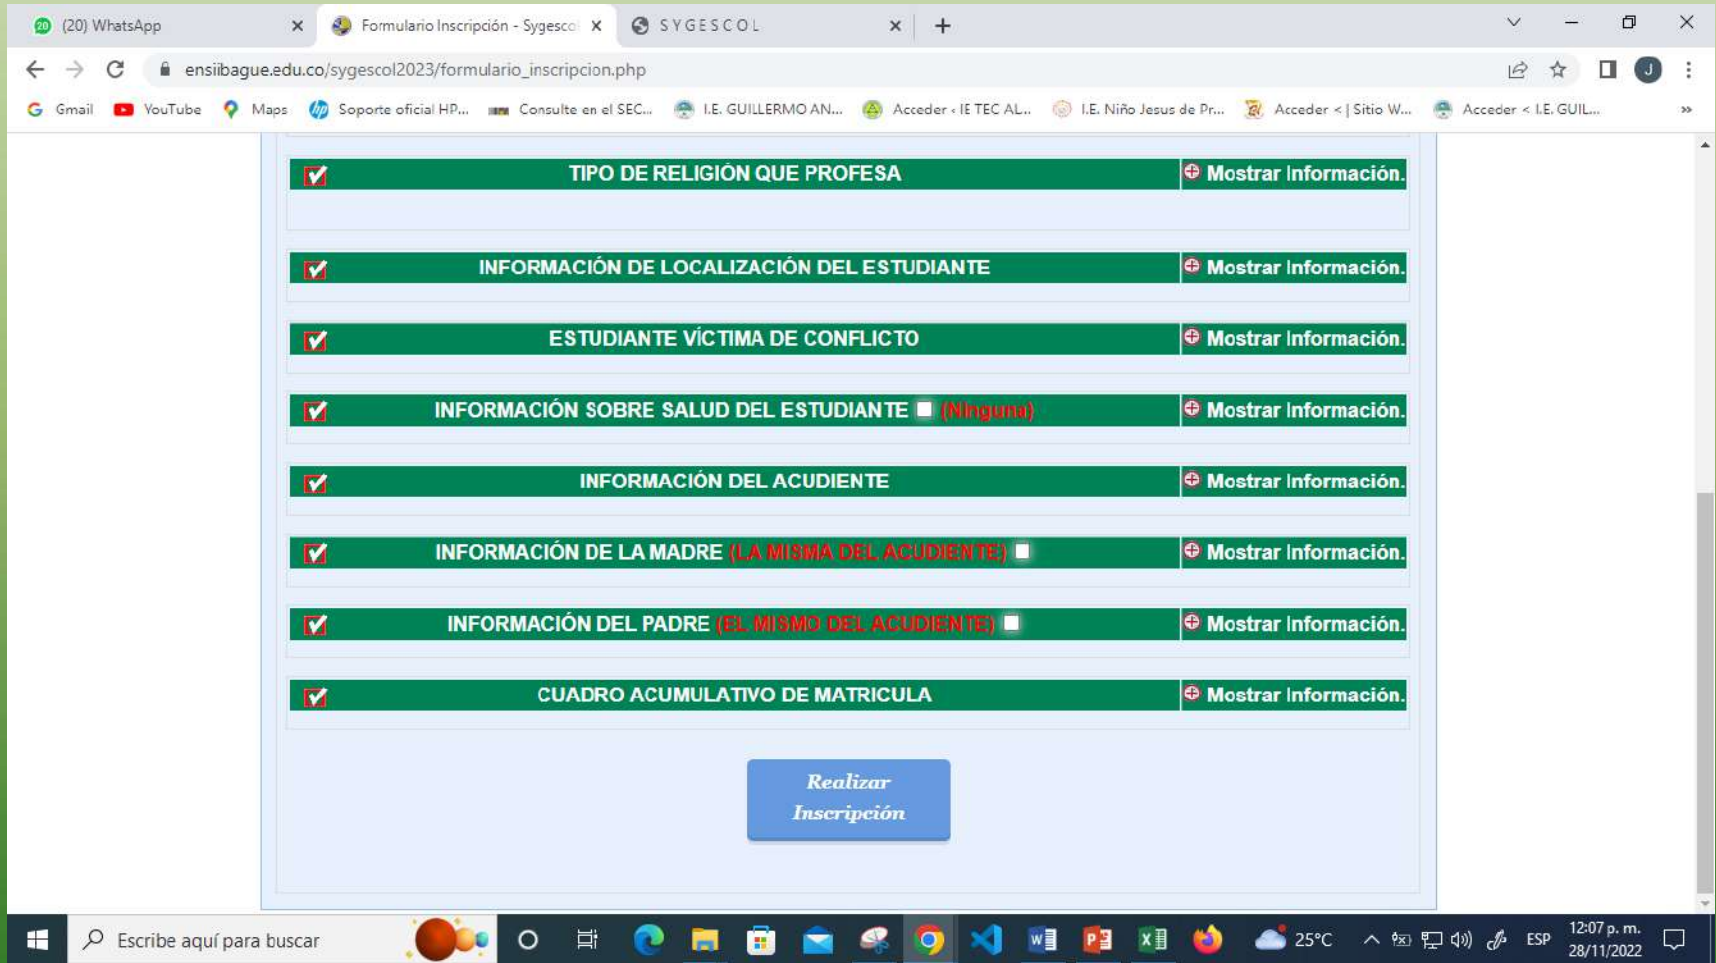 (20) WhatsApp
Formulario Inscripción - Sygesco
S Y G E S C O L
ensiibague.edu.co/sygescol2023/formulario_inscripcion.php
J
Gmail YouTube Maps Soporte oficial HP... Consulte en el SEC... I.E. GUILLERMO AN... Acceder ‹ IE TEC AL... I.E. Niño Jesus de Pr... Acceder < | Sitio W... Acceder < I.E. GUIL... »
TIPO DE RELIGIÓN QUE PROFESA Mostrar Información.
INFORMACIÓN DE LOCALIZACIÓN DEL ESTUDIANTE Mostrar Información.
ESTUDIANTE VÍCTIMA DE CONFLICTO Mostrar Información.
INFORMACIÓN SOBRE SALUD DEL ESTUDIANTE (Ninguna) Mostrar Información.
INFORMACIÓN DEL ACUDIENTE Mostrar Información.
INFORMACIÓN DE LA MADRE (LA MISMA DEL ACUDIENTE) Mostrar Información.
INFORMACIÓN DEL PADRE (EL MISMO DEL ACUDIENTE) Mostrar Información.
CUADRO ACUMULATIVO DE MATRICULA Mostrar Información.
Realizar
Inscripción
Escribe aquí para buscar
25°C
ESP
12:07 p. m.
28/11/2022